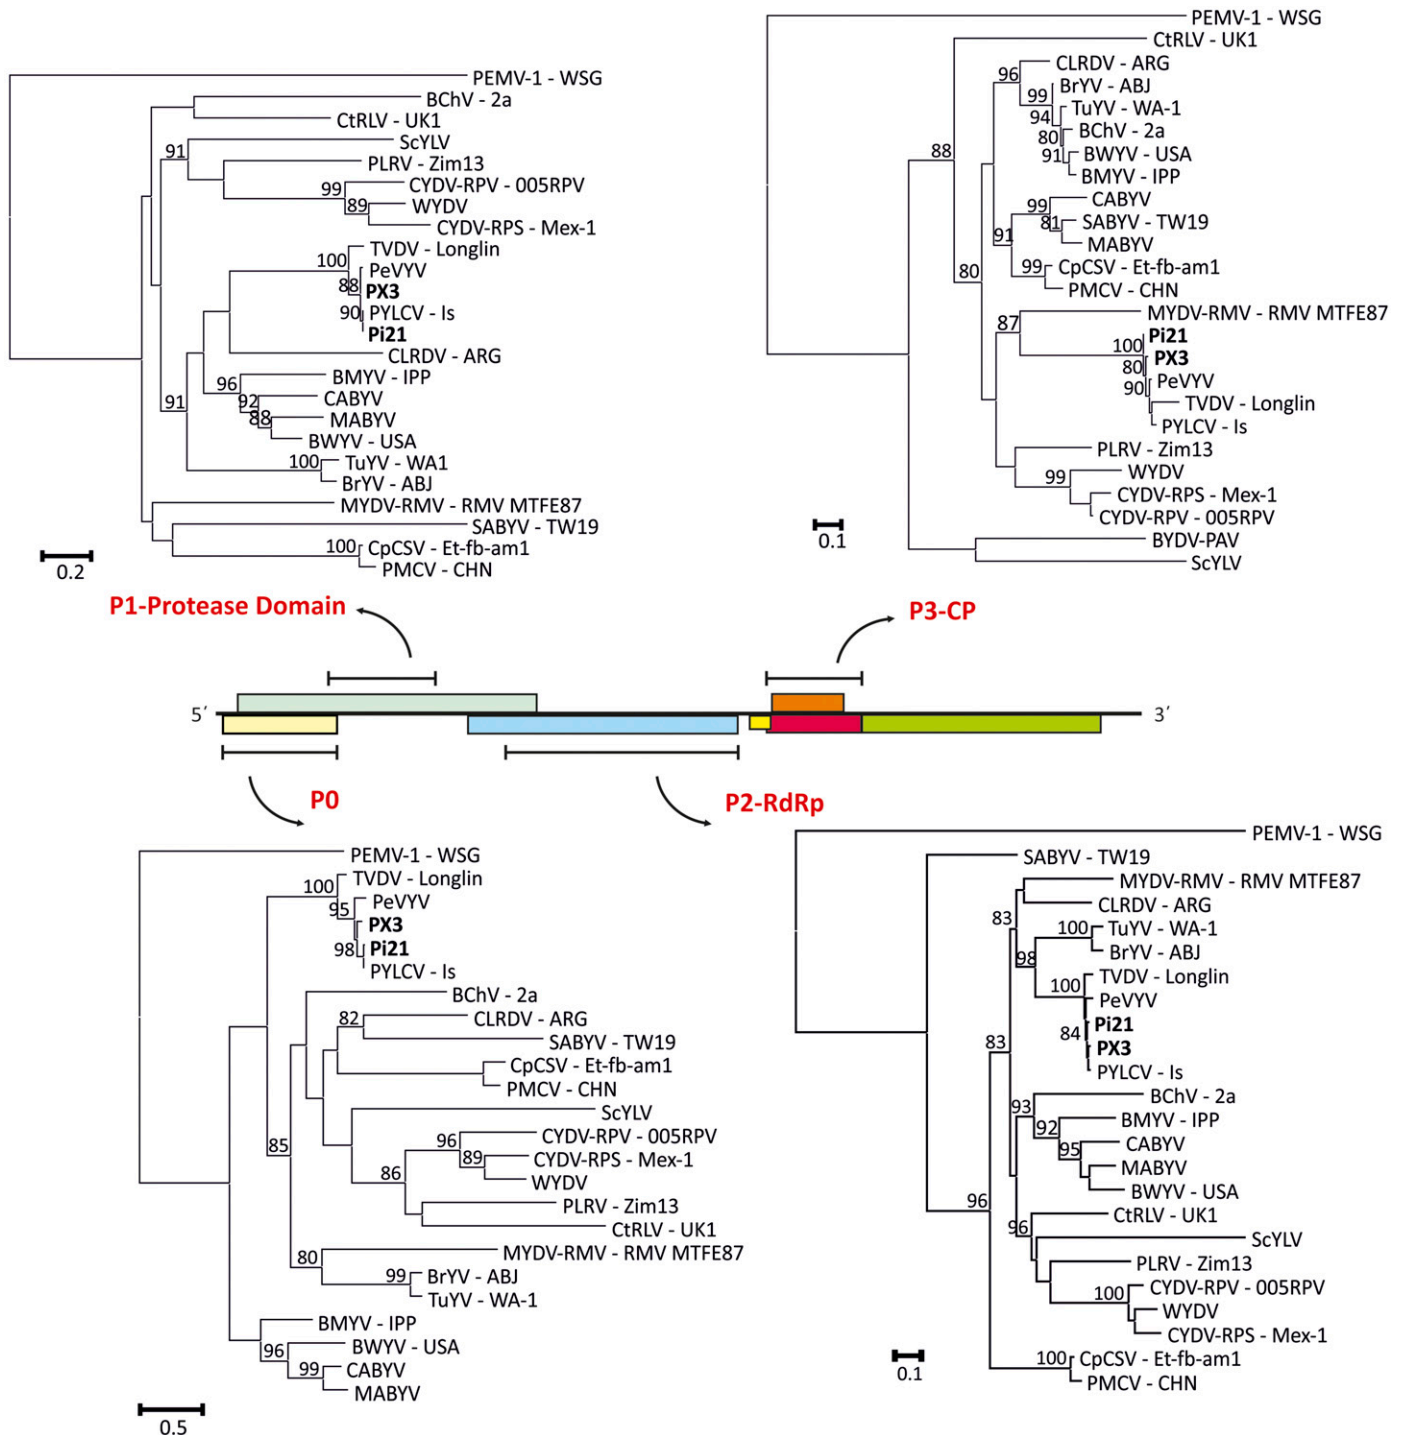 PEMV-1 - WSG
BChV - 2a
CtRLV - UK1
91
ScYLV
PLRV - Zim13
99
CYDV-RPV - 005RPV
89
WYDV
CYDV-RPS - Mex-1
TVDV - Longlin
100
PeVYV
88
PX3
90
PYLCV - Is
Pi21
CLRDV - ARG
96
BMYV - IPP
92
CABYV
91
88
MABYV
BWYV - USA
100
TuYV - WA1
BrYV - ABJ
MYDV-RMV - RMV MTFE87
SABYV - TW19
100
CpCSV - Et-fb-am1
PMCV - CHN
0.2
PEMV-1 - WSG
CtRLV - UK1
CLRDV - ARG
96
BrYV - ABJ
99
TuYV - WA-1
94
BChV - 2a
80
88
BWYV - USA
91
BMYV - IPP
CABYV
99
SABYV - TW19
81
MABYV
91
CpCSV - Et-fb-am1
99
80
PMCV - CHN
MYDV-RMV - RMV MTFE87
87
Pi21
100
PX3
80
PeVYV
90
TVDV - Longlin
PYLCV - Is
PLRV - Zim13
WYDV
99
CYDV-RPS - Mex-1
CYDV-RPV - 005RPV
BYDV-PAV
ScYLV
0.1
P1-Protease Domain
P3-CP
5′
3′
P0
P2-RdRp
PEMV-1 - WSG
TVDV - Longlin
100
PeVYV
95
PX3
98
Pi21
PYLCV - Is
BChV - 2a
82
CLRDV - ARG
SABYV - TW19
CpCSV - Et-fb-am1
PMCV - CHN
ScYLV
96
CYDV-RPV - 005RPV
85
89
CYDV-RPS - Mex-1
86
WYDV
PLRV - Zim13
CtRLV - UK1
80
MYDV-RMV - RMV MTFE87
99
BrYV - ABJ
TuYV - WA-1
BMYV - IPP
96
BWYV - USA
99
CABYV
MABYV
0.5
PEMV-1 - WSG
SABYV - TW19
MYDV-RMV - RMV MTFE87
CLRDV - ARG
83
100
TuYV - WA-1
98
BrYV - ABJ
TVDV - Longlin
100
PeVYV
Pi21
84
83
PX3
PYLCV - Is
BChV - 2a
93
BMYV - IPP
92
CABYV
95
MABYV
BWYV - USA
96
CtRLV - UK1
96
ScYLV
PLRV - Zim13
100
CYDV-RPV - 005RPV
WYDV
CYDV-RPS - Mex-1
100
CpCSV - Et-fb-am1
PMCV - CHN
0.1